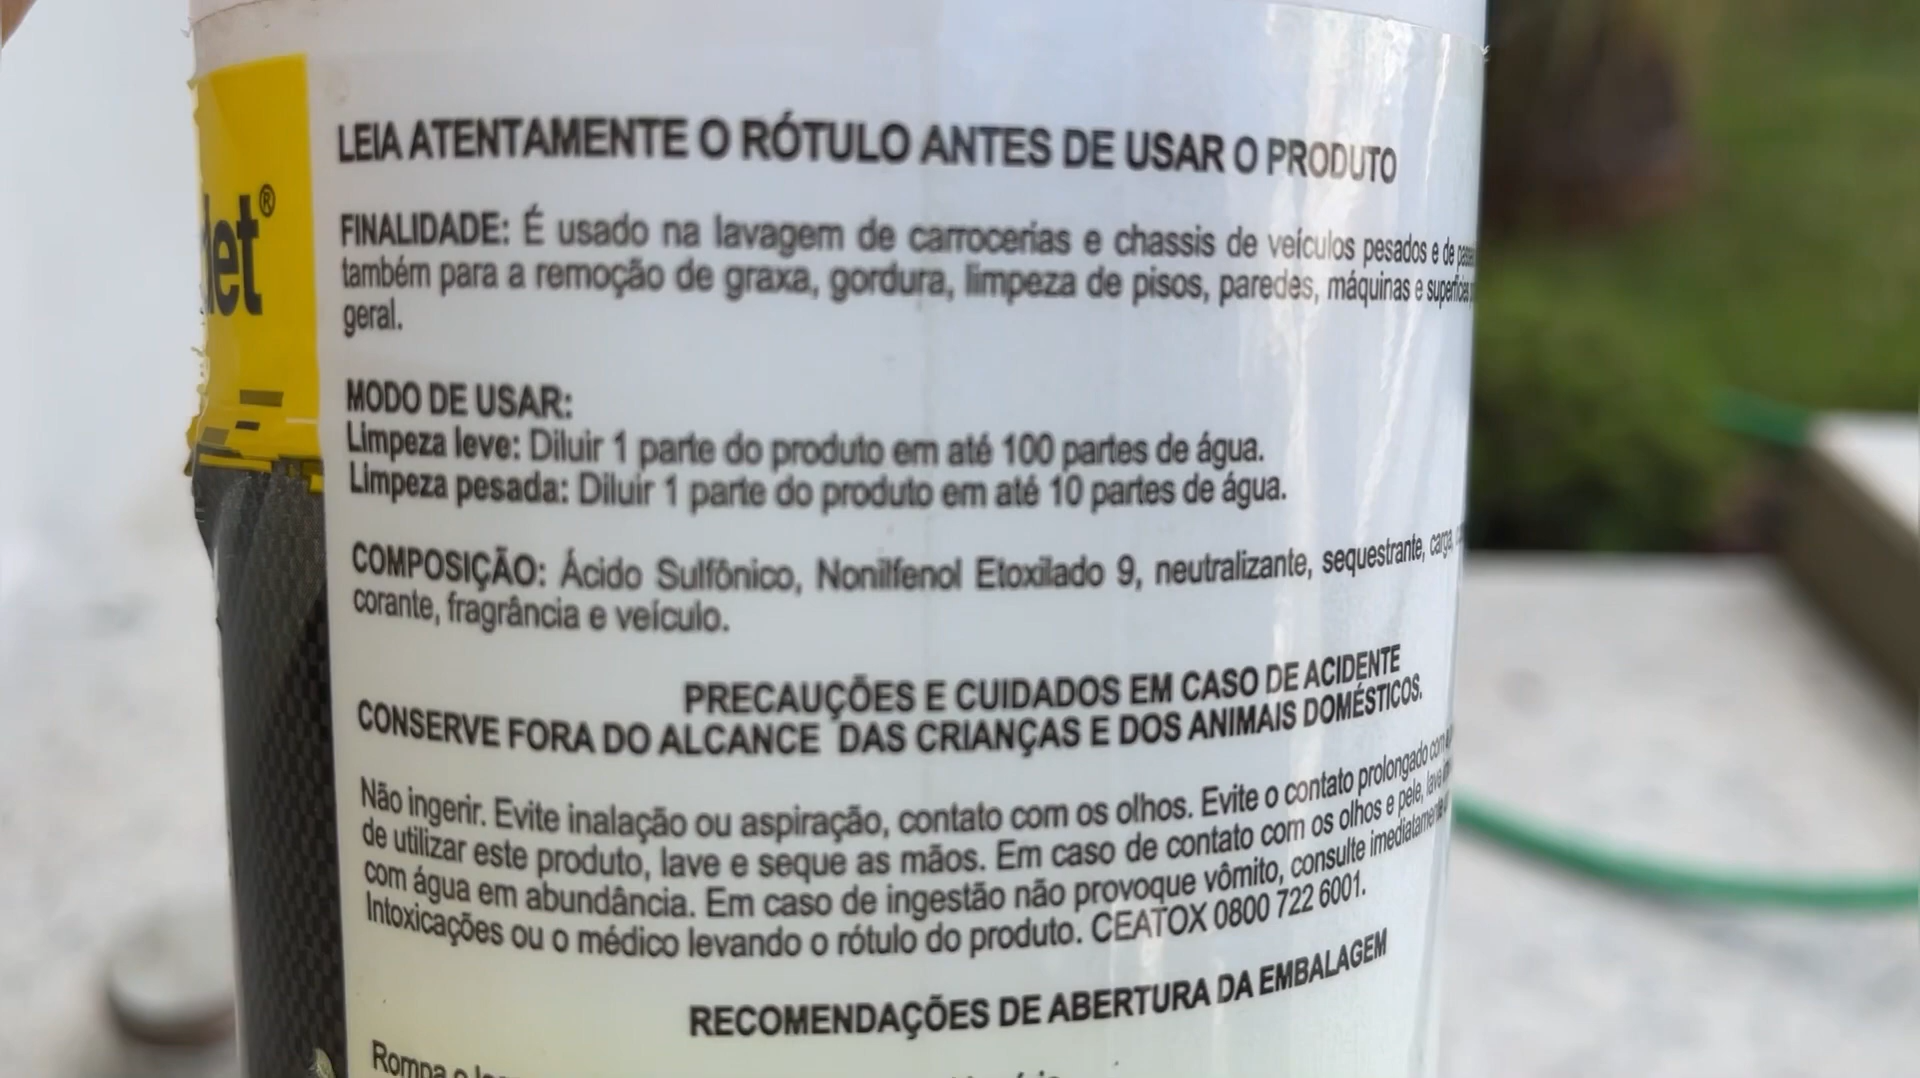 LEIA ATENTAMENTE O RÓTULO ANTES DE USAR O PRODUTO
FINALIDADE: É usado na lavagem de carrocerias e chassis de veículos pesados e de
também para a remoção de graxa, gordura, limpeza de pisos, paredes, máquinas e superfícies
geral.
MODO DE USAR:
Limpeza leve: Diluir 1 parte do produto em até 100 partes de água.
Limpeza pesada: Diluir 1 parte do produto em até 10 partes de água.
COMPOSIÇÃO: Ácido Sulfônico, Nonilfenol Etoxilado 9, neutralizante, sequestrante, carga,
corante, fragrância e veículo.
PRECAUÇÕES E CUIDADOS EM CASO DE ACIDENTE
CONSERVE FORA DO ALCANCE DAS CRIANÇAS E DOS ANIMAIS DOMÉSTICOS.
Não ingerir. Evite inalação ou aspiração, contato com os olhos. Evite o contato prolongado com a
de utilizar este produto, lave e seque as mãos. Em caso de contato com os olhos e pele, lave
com água em abundância. Em caso de ingestão não provoque vômito, consulte imediatamente
Intoxicações ou o médico levando o rótulo do produto. CEATOX 0800 722 6001.
RECOMENDAÇÕES DE ABERTURA DA EMBALAGEM
Rompa o
det®